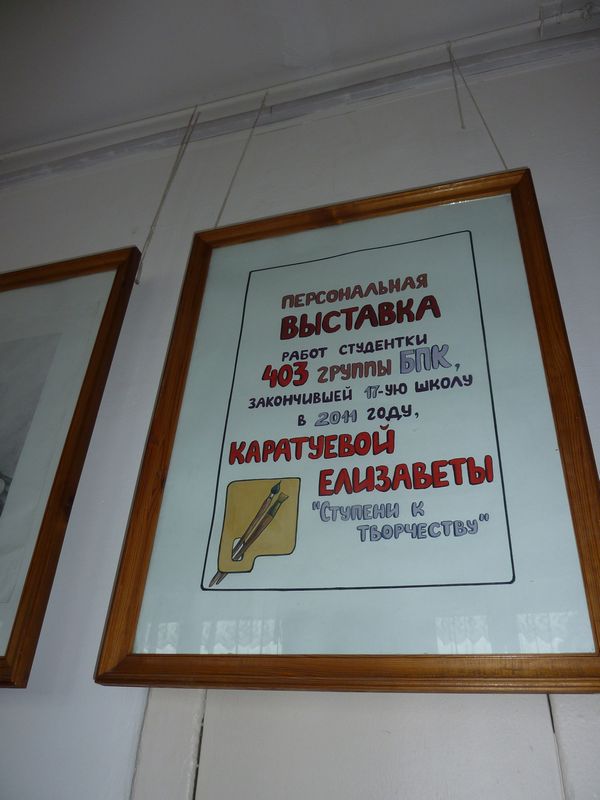 ПЕРСОНАЛЬНАЯ
ВЫСТАВКА
РАБОТ СТУДЕНТКИ
403 ГРУППЫ БПК,
ЗАКОНЧИВШЕЙ 17-УЮ ШКОЛУ
В 2011 ГОДУ,
КАРАТУЕВОЙ
ЕЛИЗАВЕТЫ
"СТУПЕНИ К
ТВОРЧЕСТВУ"